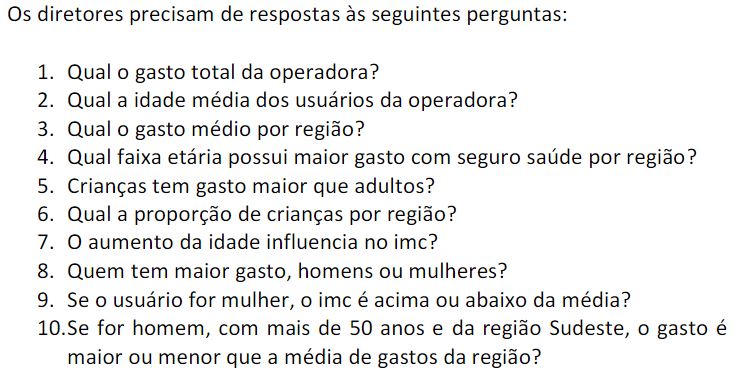 Os diretores precisam de respostas às seguintes perguntas:
1. Qual o gasto total da operadora?
2. Qual a idade média dos usuários da operadora?
3. Qual o gasto médio por região?
4. Qual faixa etária possui maior gasto com seguro saúde por região?
5. Crianças tem gasto maior que adultos?
6. Qual a proporção de crianças por região?
7. O aumento da idade influencia no imc?
8. Quem tem maior gasto, homens ou mulheres?
9. Se o usuário for mulher, o imc é acima ou abaixo da média?
10.Se for homem, com mais de 50 anos e da região Sudeste, o gasto é
maior ou menor que a média de gastos da região?